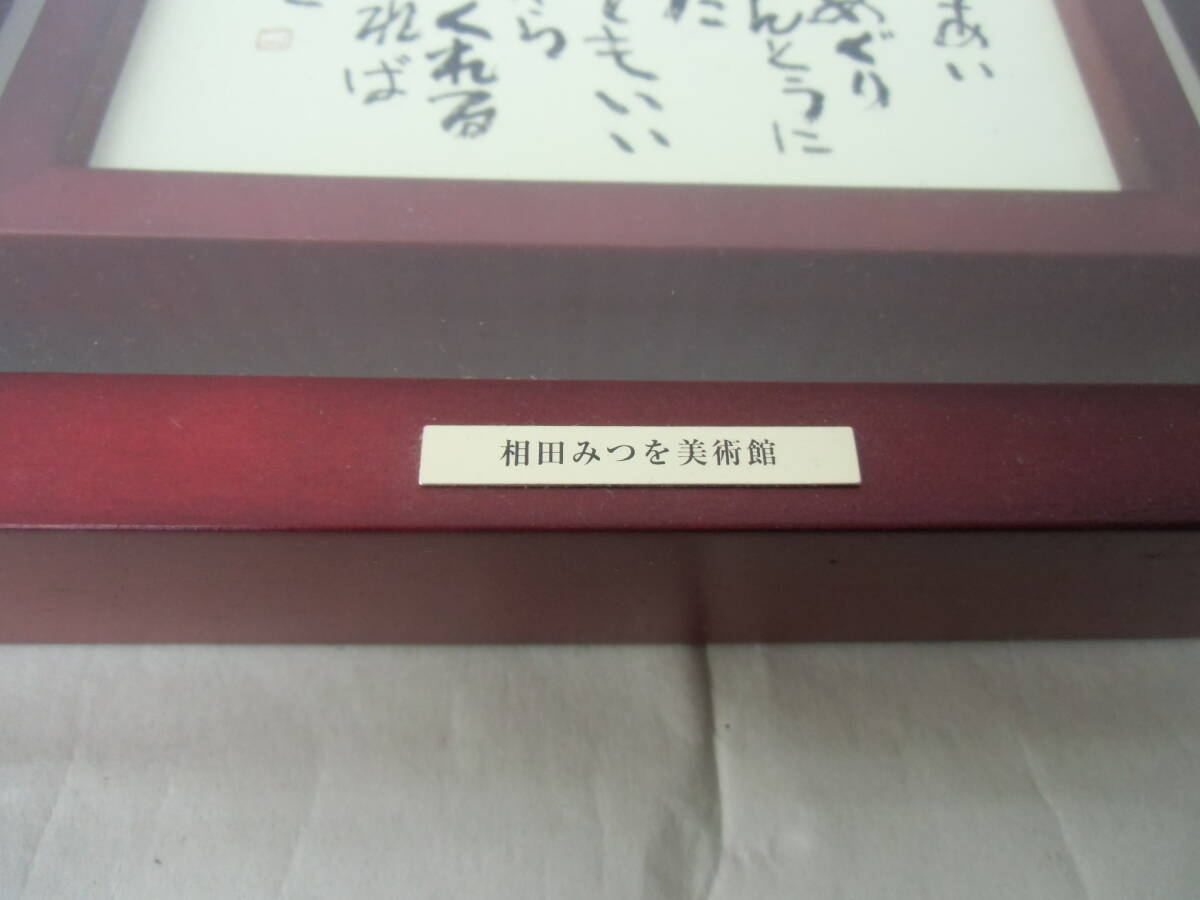 あい
めぐり
んとうに
た
ともいい
ら
くれる
れば
相田みつを美術館